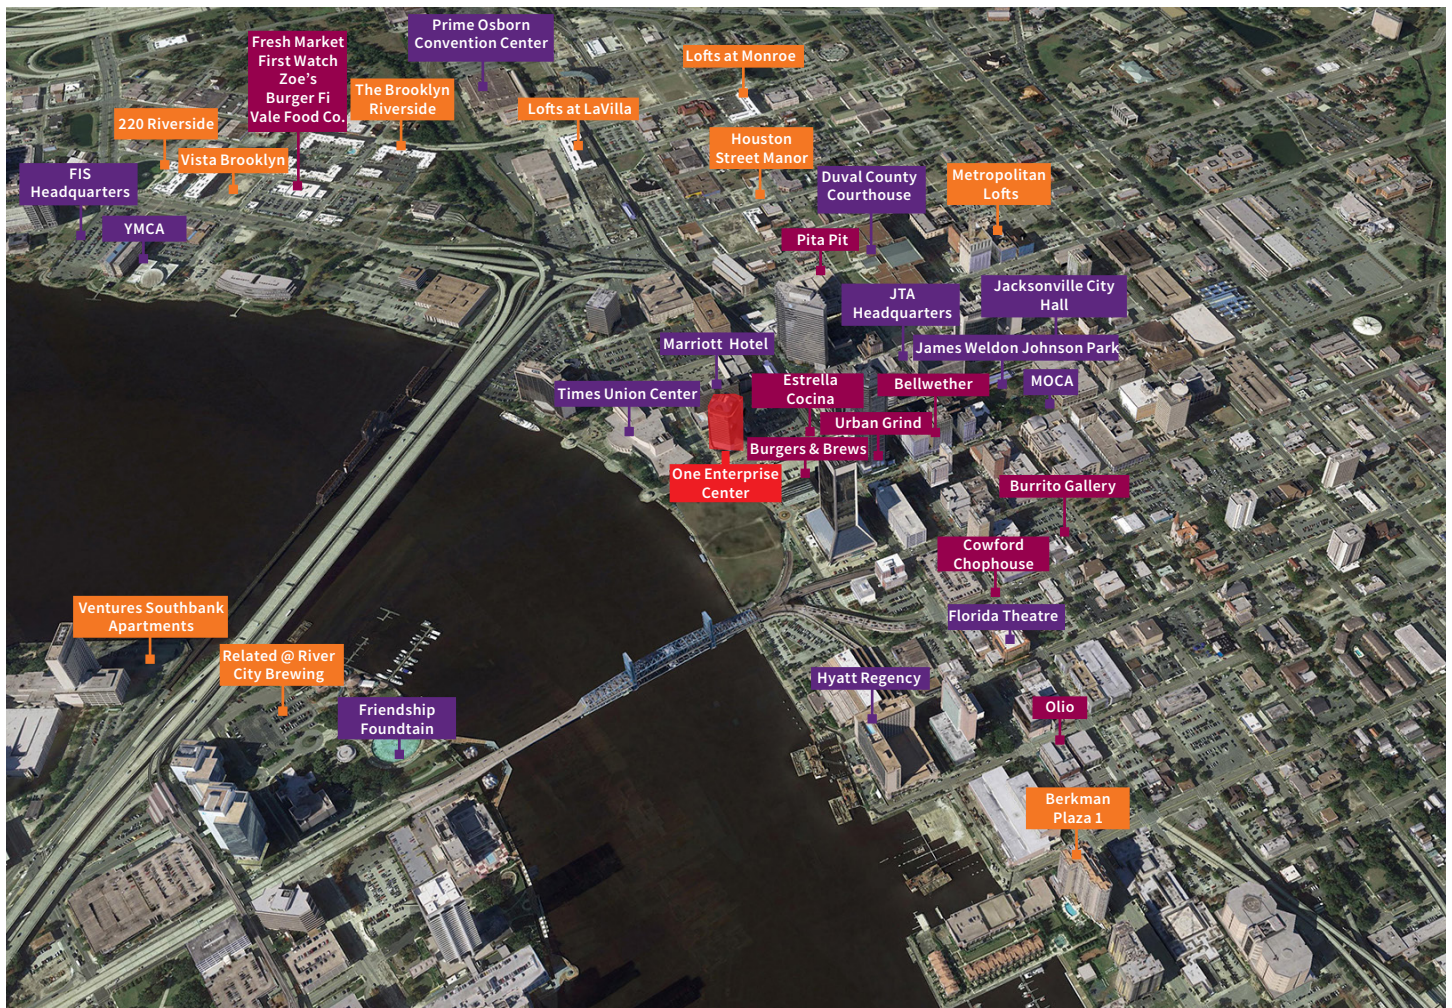 Prime Osborn
Convention Center
Fresh Market
First Watch
Zoe's
Burger Fi
Vale Food Co.
Lofts at Monroe
The Brooklyn
Riverside
Lofts at LaVilla
220 Riverside
Vista Brooklyn
Houston
Street Manor
FIS
Headquarters
Duval County
Courthouse
Metropolitan
Lofts
YMCA
Pita Pit
JTA
Headquarters
Jacksonville City
Hall
Marriott Hotel
James Weldon Johnson Park
Times Union Center
Estrella
Cocina
Bellwether
MOCA
Urban Grind
Burgers & Brews
One Enterprise
Center
Burrito Gallery
Cowford
Chophouse
Ventures Southbank
Apartments
Florida Theatre
Related @ River
City Brewing
Hyatt Regency
Friendship
Foundtain
Olio
Berkman
Plaza 1